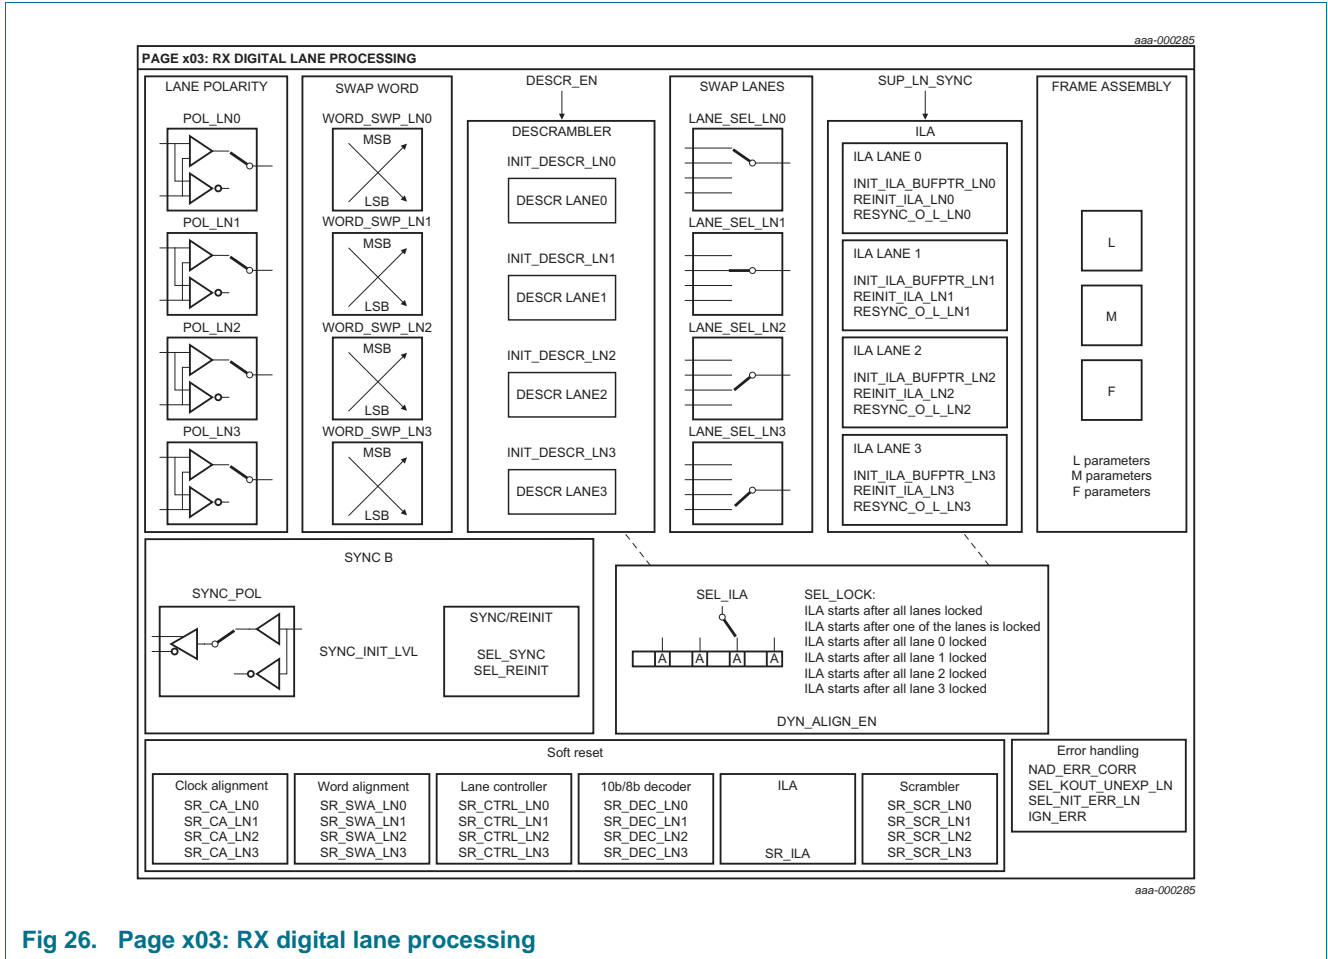 aaa-000285
PAGE x03: RX DIGITAL LANE PROCESSING
LANE POLARITY
POL_LN0
POL_LN1
POL_LN2
POL_LN3
SWAP WORD
WORD_SWP_LN0
MSB
LSB
WORD_SWP_LN1
MSB
LSB
WORD_SWP_LN2
MSB
LSB
WORD_SWP_LN3
MSB
LSB
DESCR_EN
DESCRAMBLER
INIT_DESCR_LN0
DESCR LANE0
INIT_DESCR_LN1
DESCR LANE1
INIT_DESCR_LN2
DESCR LANE2
INIT_DESCR_LN3
DESCR LANE3
SWAP LANES
LANE_SEL_LN0
LANE_SEL_LN1
LANE_SEL_LN2
LANE_SEL_LN3
SUP_LN_SYNC
ILA
ILA LANE 0
INIT_ILA_BUFPTR_LN0
REINIT_ILA_LN0
RESYNC_O_L_LN0
ILA LANE 1
INIT_ILA_BUFPTR_LN1
REINIT_ILA_LN1
RESYNC_O_L_LN1
ILA LANE 2
INIT_ILA_BUFPTR_LN2
REINIT_ILA_LN2
RESYNC_O_L_LN2
ILA LANE 3
INIT_ILA_BUFPTR_LN3
REINIT_ILA_LN3
RESYNC_O_L_LN3
FRAME ASSEMBLY
L
M
F
L parameters
M parameters
F parameters
SYNC B
SYNC_POL
SYNC_INIT_LVL
SYNC/REINIT
SEL_SYNC
SEL_REINIT
SEL_ILA
A A A A
SEL_LOCK:
ILA starts after all lanes locked
ILA starts after one of the lanes is locked
ILA starts after all lane 0 locked
ILA starts after all lane 1 locked
ILA starts after all lane 2 locked
ILA starts after all lane 3 locked
DYN_ALIGN_EN
Soft reset
Clock alignment
SR_CA_LN0
SR_CA_LN1
SR_CA_LN2
SR_CA_LN3
Word alignment
SR_SWA_LN0
SR_SWA_LN1
SR_SWA_LN2
SR_SWA_LN3
Lane controller
SR_CTRL_LN0
SR_CTRL_LN1
SR_CTRL_LN2
SR_CTRL_LN3
10b/8b decoder
SR_DEC_LN0
SR_DEC_LN1
SR_DEC_LN2
SR_DEC_LN3
ILA
SR_ILA
Scrambler
SR_SCR_LN0
SR_SCR_LN1
SR_SCR_LN2
SR_SCR_LN3
Error handling
NAD_ERR_CORR
SEL_KOUT_UNEXP_LN
SEL_NIT_ERR_LN
IGN_ERR
aaa-000285
Fig 26. Page x03: RX digital lane processing